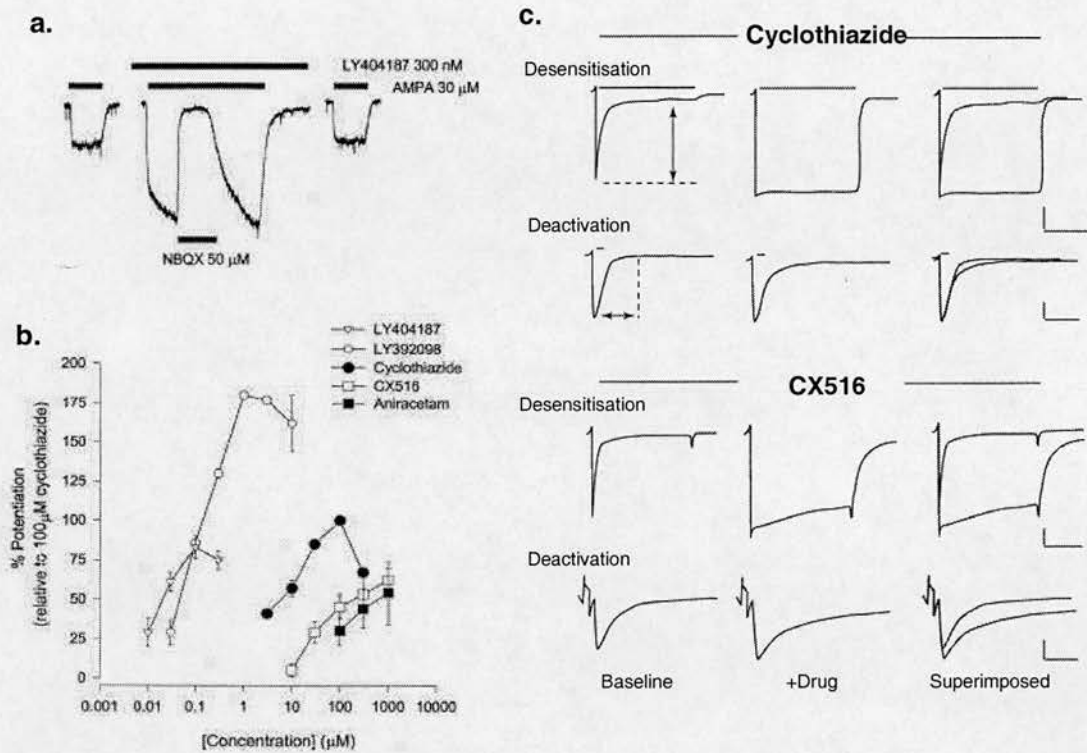 a.
LY404187 300 nM
AMPA 30 µM
NBQX 50 µM
b.
LY404187
LY392098
Cyclothiazide
CX516
Aniracetam
% Potentiation
(relative to 100µM cyclothiazide)
200
175
150
125
100
75
50
25
0
0.001 0.01 0.1 1 10 100 1000 10000
[Concentration] (µM)
c.
Cyclothiazide
Desensitisation
Deactivation
CX516
Desensitisation
Deactivation
Baseline +Drug Superimposed